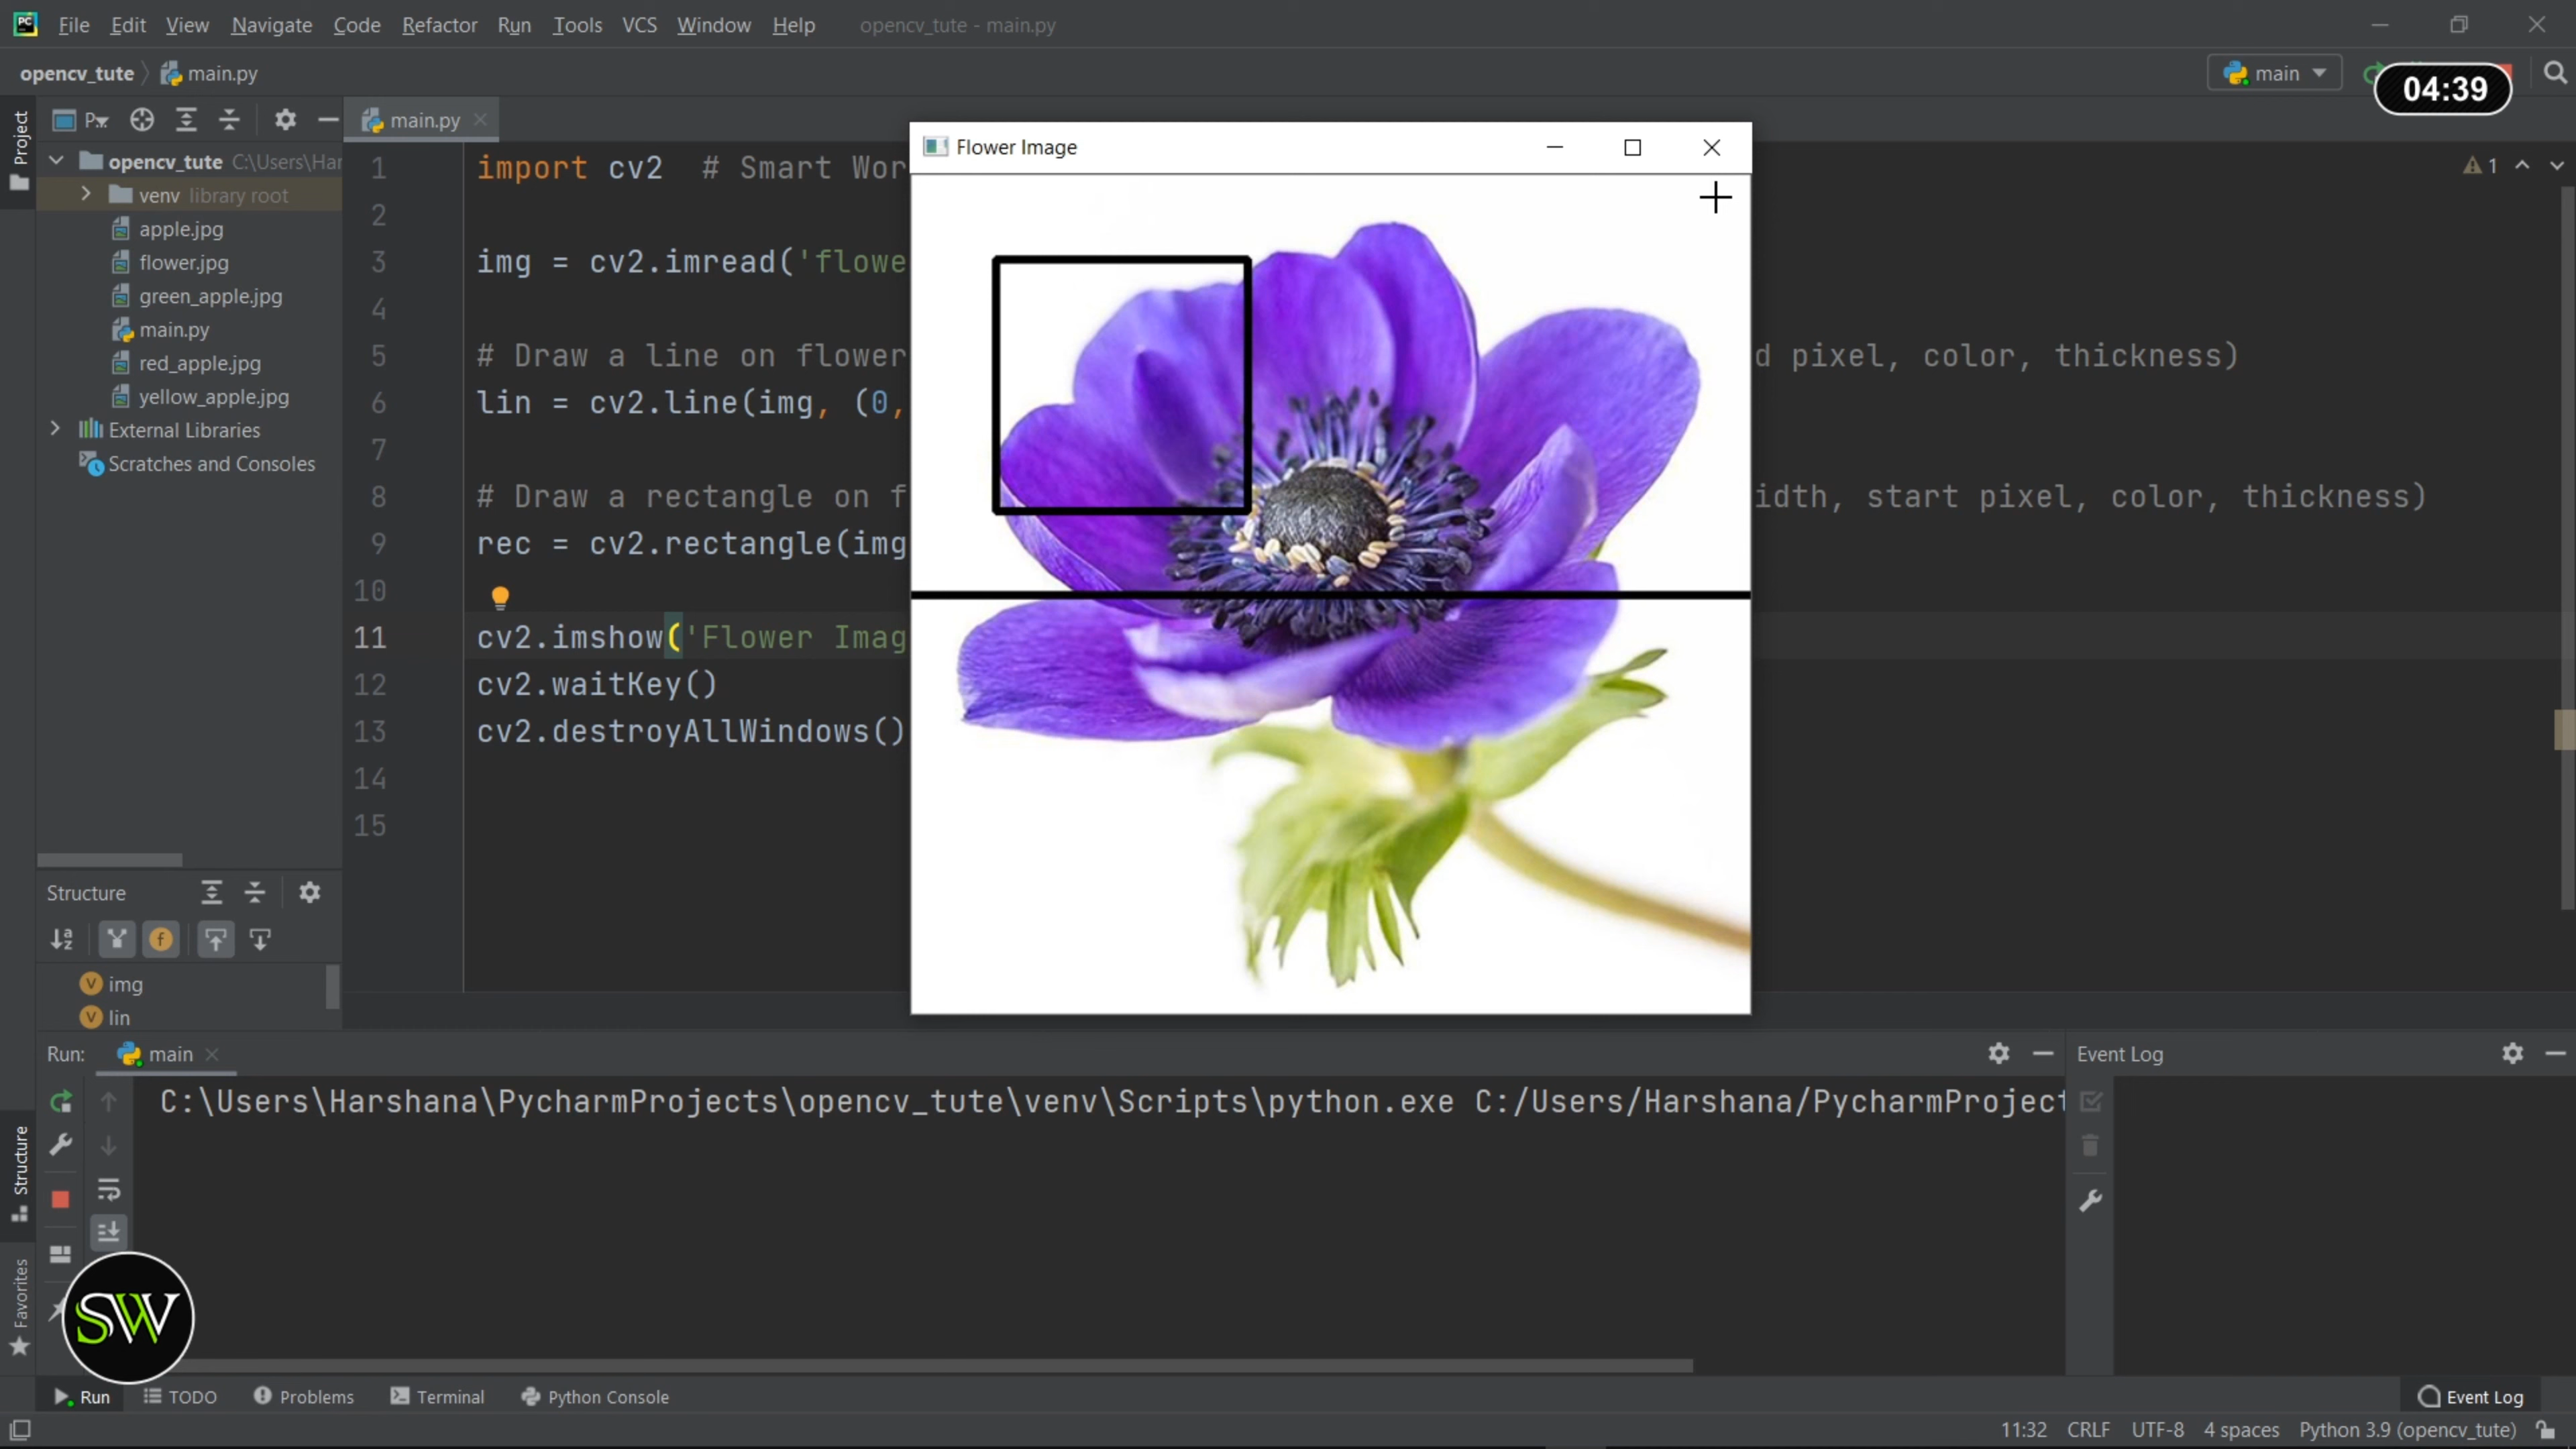 File Edit View Navigate Code Refactor Run Tools VCS Window Help opencv_tute - main.py
opencv_tute main.py
main
04:39
Project
P...
main.py
opencv_tute C:\Users\Har
venv library root
apple.jpg
flower.jpg
green_apple.jpg
main.py
red_apple.jpg
yellow_apple.jpg
External Libraries
Scratches and Consoles
Flower Image
1
1 import cv2 # Smart Wor
2
3 img = cv2.imread('flowe
4
5 # Draw a line on flower d pixel, color, thickness)
6 lin = cv2.line(img, (0,
7
8 # Draw a rectangle on f idth, start pixel, color, thickness)
9 rec = cv2.rectangle(img
10
11 cv2.imshow('Flower Imag
12 cv2.waitKey()
13 cv2.destroyAllWindows()
14
15
Structure
img
lin
Run: main
Event Log
C:\Users\Harshana\PycharmProjects\opencv_tute\venv\Scripts\python.exe C:/Users/Harshana/PycharmProject
Structure
Favorites
SW
Run TODO Problems Terminal Python Console Event Log
11:32 CRLF UTF-8 4 spaces Python 3.9 (opencv_tute)